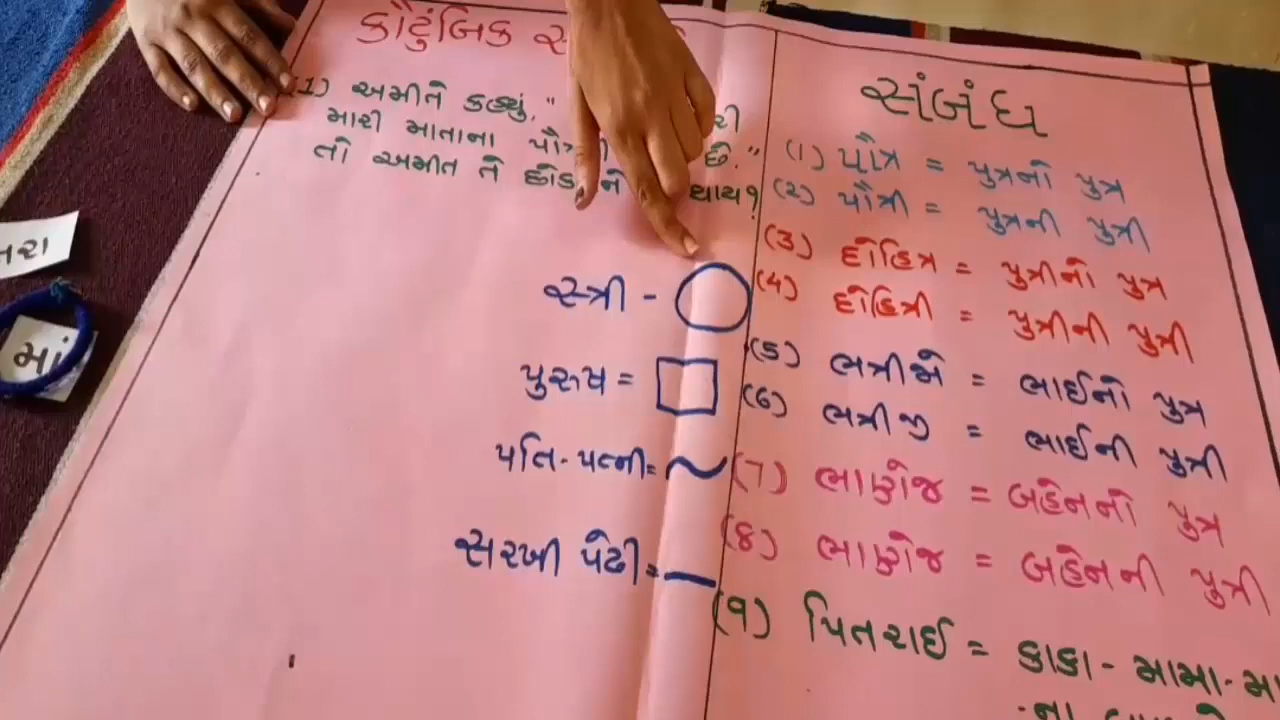 કૌટુંબિક
(1) અમીતે કહ્યું, "
મારી માતાના છે."
તો અમીત તે થાય?
સ્ત્રી -
પુરુષ =
પતિ-પત્ની =
સરખી પેઢી =
સંબંધ
(1) પૌત્ર = પુત્રનો પુત્ર
(2) પૌત્રી = પુત્રની પુત્રી
(3) દોહિત્ર = પુત્રીનો પુત્ર
(4) દોહિત્રી = પુત્રીની પુત્રી
(5) ભત્રીજો = ભાઈનો પુત્ર
(6) ભત્રીજી = ભાઈની પુત્રી
(7) ભાણેજ = બહેનનો પુત્ર
(8) ભાણેજ = બહેનની પુત્રી
(9) પિતરાઈ = કાકા-મામા-
માં